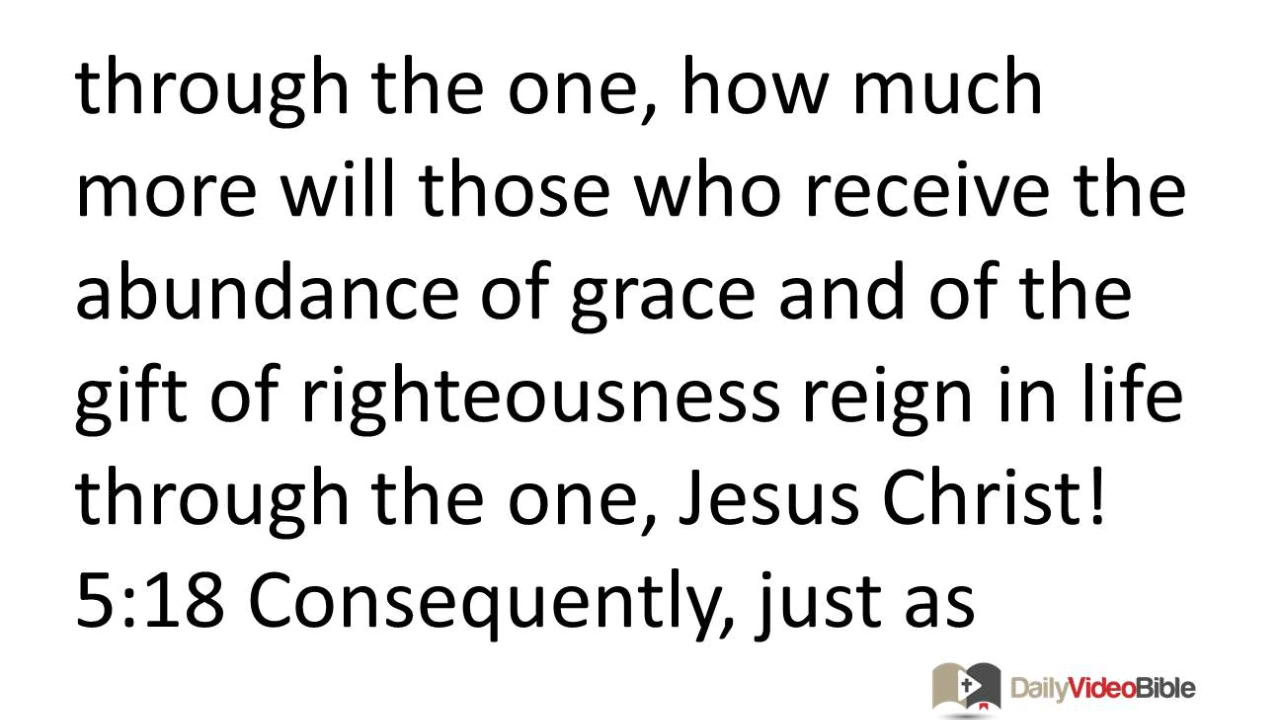 through the one, how much
more will those who receive the
abundance of grace and of the
gift of righteousness reign in life
through the one, Jesus Christ!
5:18 Consequently, just as
DailyVideoBible